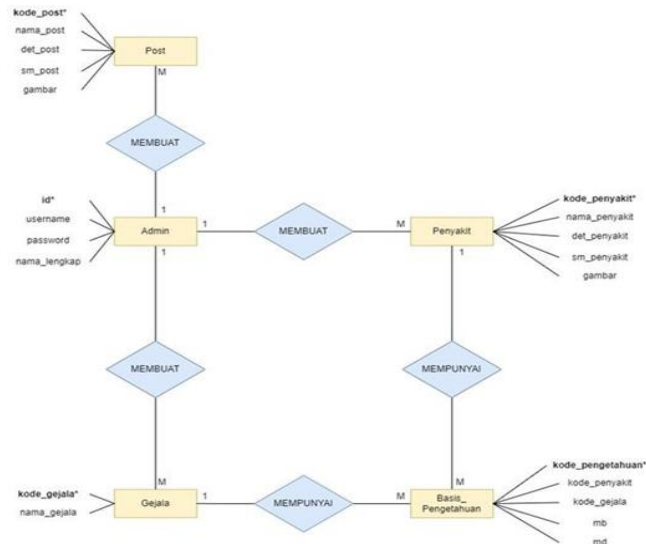 kode_post*
nama_post
det_post
sm_post
gambar
Post
M
MEMBUAT
1
id*
username
password
nama_lengkap
Admin
1
MEMBUAT
M
Penyakit
kode_penyakit*
nama_penyakit
det_penyakit
sm_penyakit
gambar
1
1
MEMBUAT
MEMPUNYAI
M
M
kode_gejala*
nama_gejala
Gejala
1
MEMPUNYAI
M
Basis_
Pengetahuan
kode_pengetahuan*
kode_penyakit
kode_gejala
mb
md